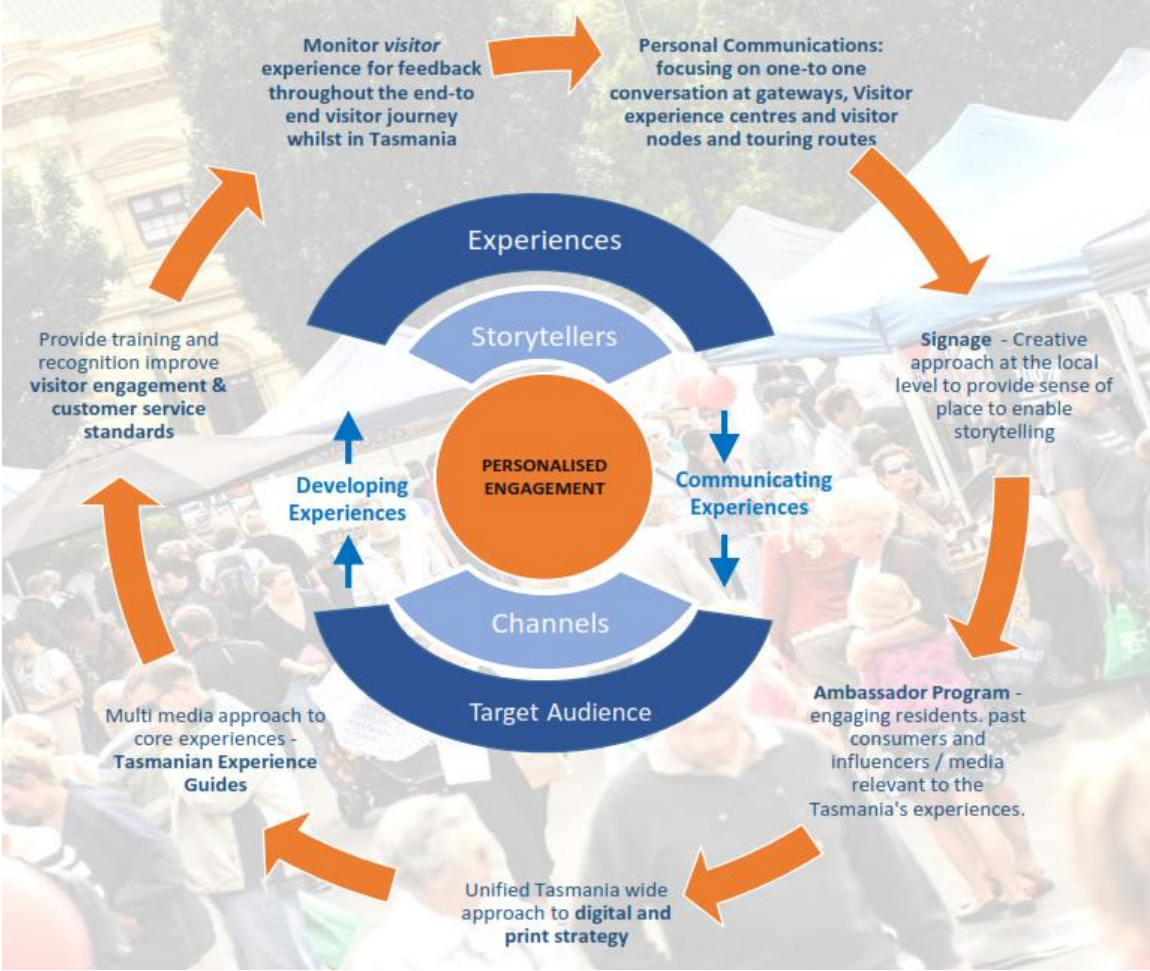 Monitor visitor
experience for feedback
throughout the end-to
end visitor journey
whilst in Tasmania
Personal Communications:
focusing on one-to one
conversation at gateways, Visitor
experience centres and visitor
nodes and touring routes
Signage - Creative
approach at the local
level to provide sense of
place to enable
storytelling
Ambassador Program -
engaging residents. past
consumers and
influencers / media
relevant to the
Tasmania's experiences.
Unified Tasmania wide
approach to digital and
print strategy
Multi media approach to
core experiences -
Tasmanian Experience
Guides
Provide training and
recognition improve
visitor engagement &
customer service
standards
Experiences
Storytellers
PERSONALISED
ENGAGEMENT
Developing
Experiences
Communicating
Experiences
Channels
Target Audience